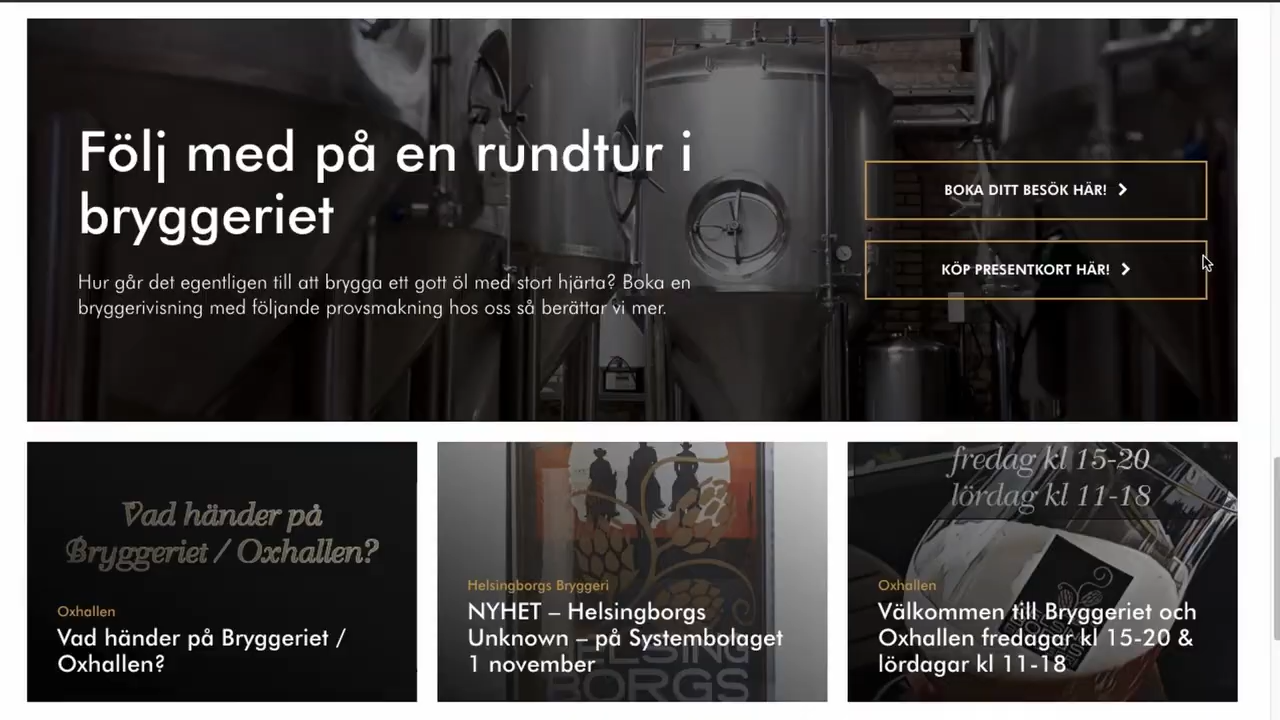 Följ med på en rundtur i
bryggeriet
Hur går det egentligen till att brygga ett gott öl med stort hjärta? Boka en
bryggerivisning med följande provsmakning hos oss så berättar vi mer.
BOKA DITT BESÖK HÄR!
KÖP PRESENTKORT HÄR!
Vad händer på
Bryggeriet / Oxhallen?
Oxhallen
Vad händer på Bryggeriet /
Oxhallen?
Helsingborgs Bryggeri
NYHET – Helsingborgs
Unknown – på Systembolaget
1 november
HELSING
BORGS
fredag kl 15-20
lördag kl 11-18
Oxhallen
Välkommen till Bryggeriet och
Oxhallen fredagar kl 15-20 &
lördagar kl 11-18